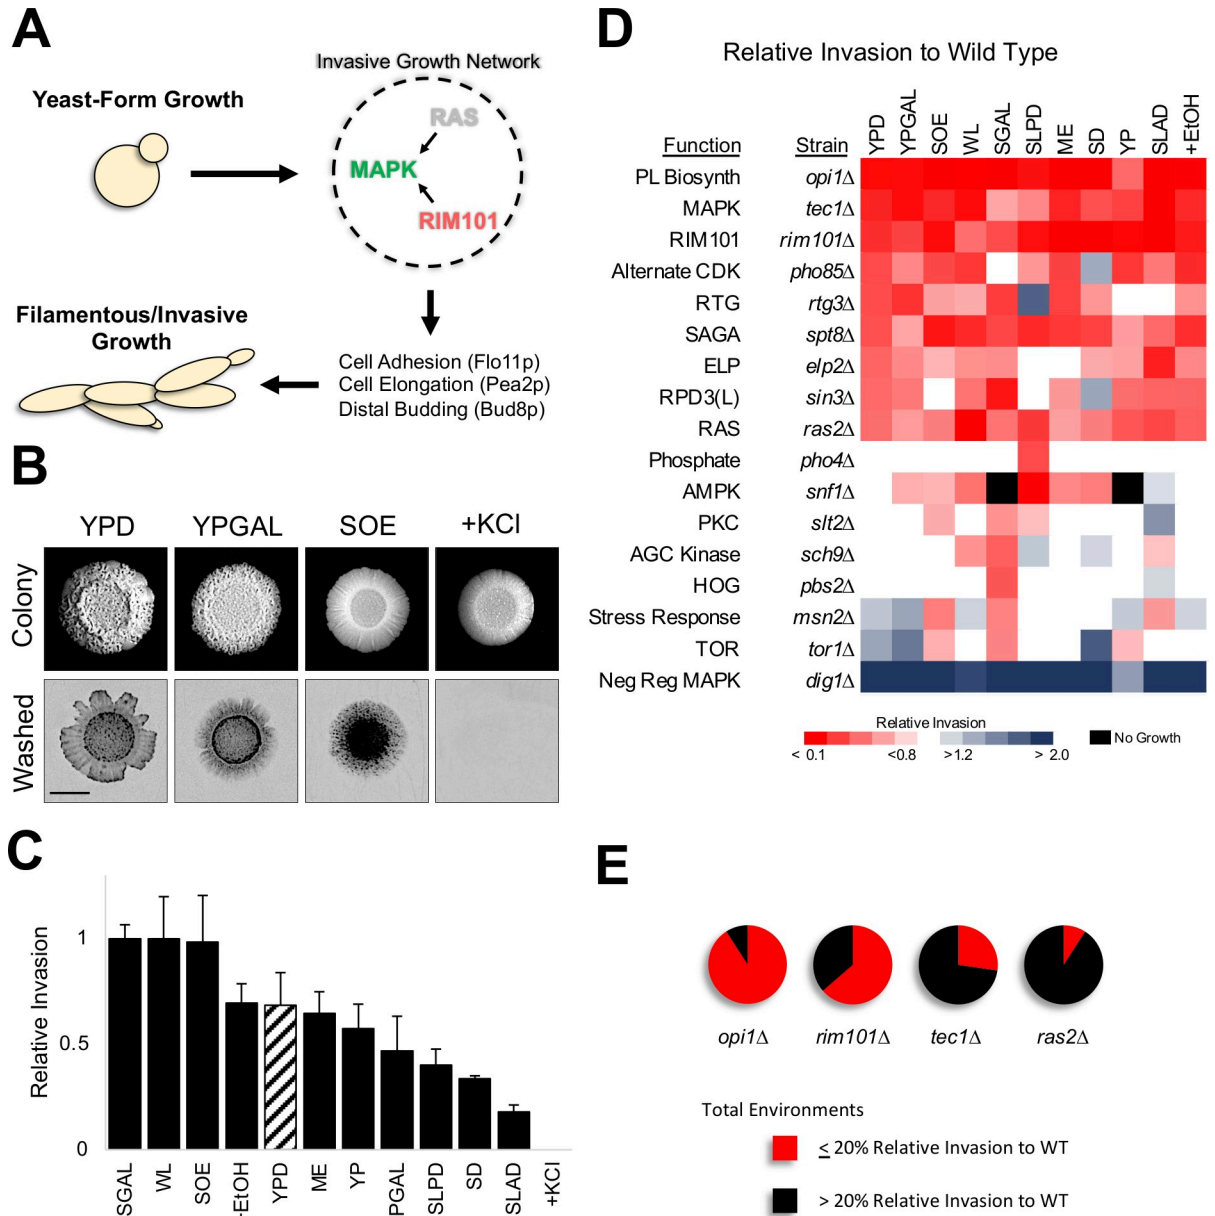 A
Invasive Growth Network
Yeast-Form Growth
RAS
MAPK
RIM101
Filamentous/Invasive
Growth
Cell Adhesion (Flo11p)
Cell Elongation (Pea2p)
Distal Budding (Bud8p)
B
YPD YPGAL SOE +KCl
Colony
Washed
C
Relative Invasion
1
0.5
0
SGAL WL SOE -EtOH YPD ME YP PGAL SLPD SD SLAD +KCl
D
Relative Invasion to Wild Type
Function Strain YPD YPGAL SOE WL SGAL SLPD ME SD YP SLAD +EtOH
PL Biosynth opi1Δ
MAPK tec1Δ
RIM101 rim101Δ
Alternate CDK pho85Δ
RTG rtg3Δ
SAGA spt8Δ
ELP elp2Δ
RPD3(L) sin3Δ
RAS ras2Δ
Phosphate pho4Δ
AMPK snf1Δ
PKC slt2Δ
AGC Kinase sch9Δ
HOG pbs2Δ
Stress Response msn2Δ
TOR tor1Δ
Neg Reg MAPK dig1Δ
Relative Invasion
No Growth
< 0.1 <0.8 >1.2 > 2.0
E
opi1Δ rim101Δ tec1Δ ras2Δ
Total Environments
≤ 20% Relative Invasion to WT
> 20% Relative Invasion to WT